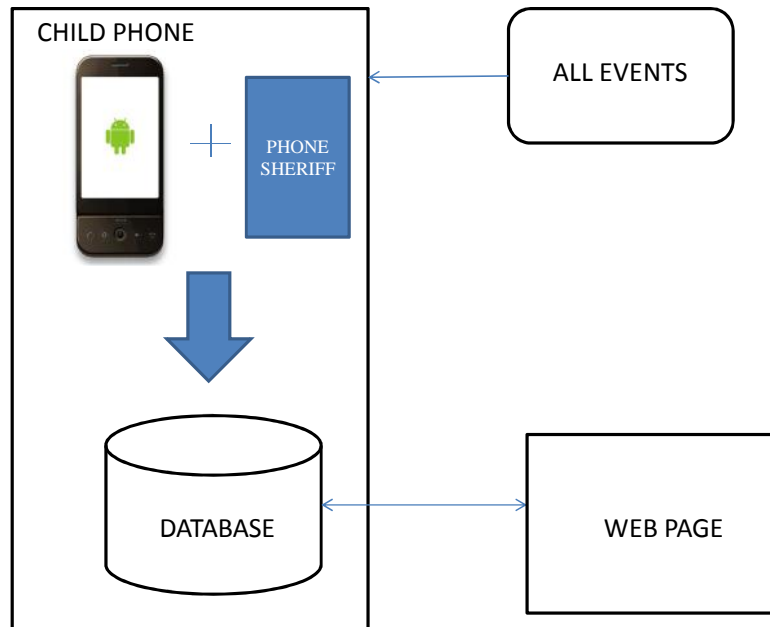 CHILD PHONE
ALL EVENTS
PHONE
SHERIFF
DATABASE
WEB PAGE